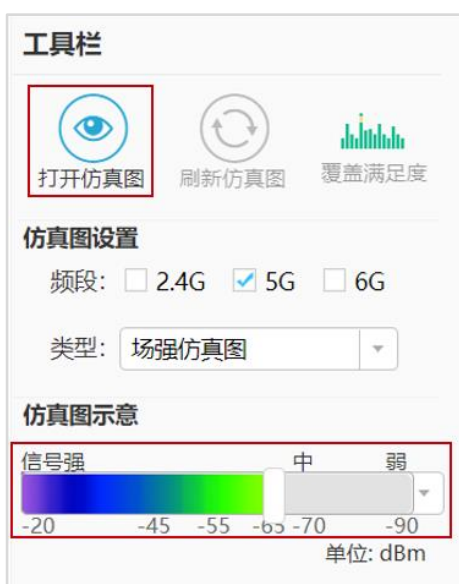 工具栏
打开仿真图 刷新仿真图 覆盖满足度
仿真图设置
频段: 2.4G 5G 6G
类型: 场强仿真图
仿真图示意
信号强 中 弱
-20 -45 -55 -65 -70 -90
单位: dBm